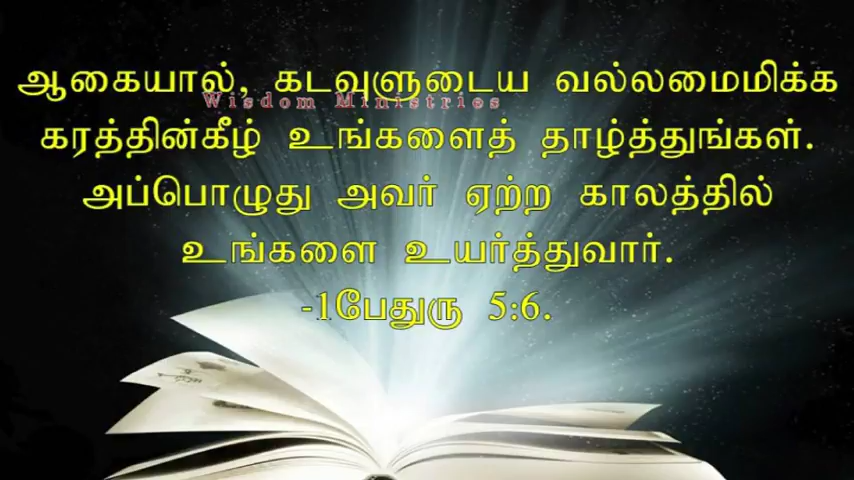 ஆகையால், கடவுளுடைய வல்லமைமிக்க
Wisdom Ministries
கரத்தின்கீழ் உங்களைத் தாழ்த்துங்கள்.
அப்பொழுது அவர் ஏற்ற காலத்தில்
உங்களை உயர்த்துவார்.
-1பேதுரு 5:6.